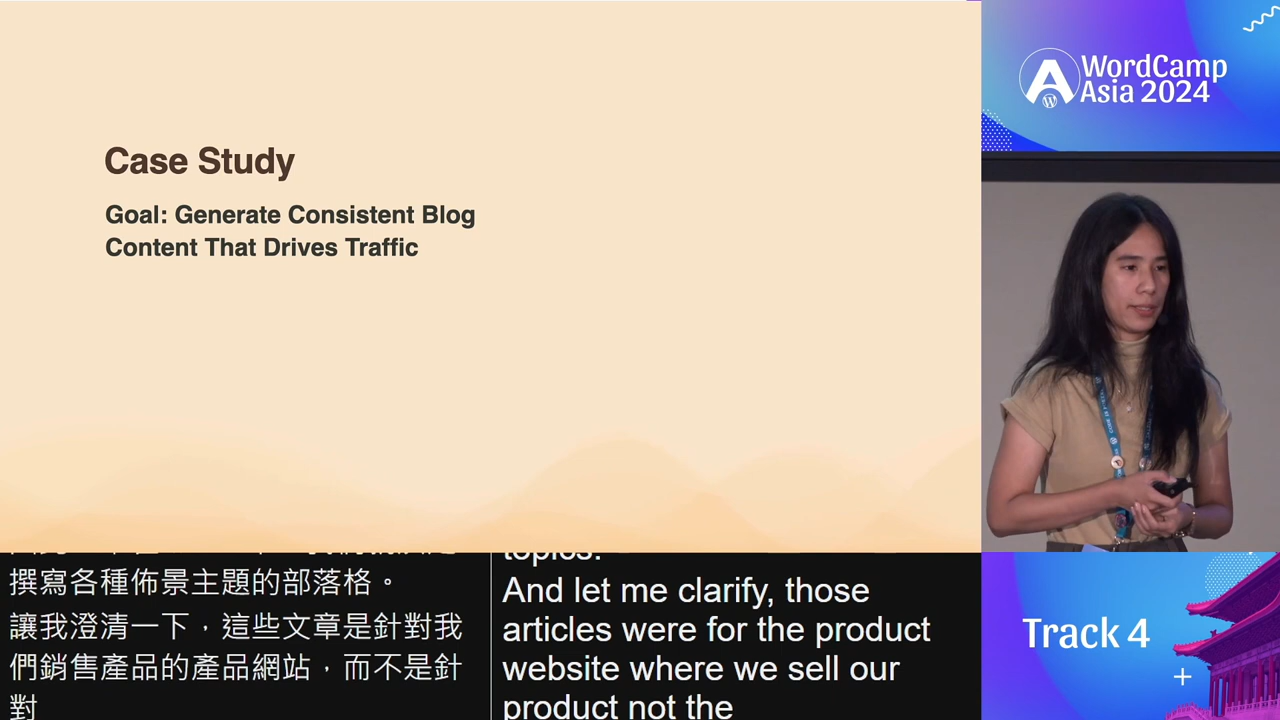 Case Study
Goal: Generate Consistent Blog
Content That Drives Traffic
WordCamp
Asia 2024
撰寫各種佈景主題的部落格。
讓我澄清一下，這些文章是針對我
們銷售產品的產品網站，而不是針
對
topics.
And let me clarify, those
articles were for the product
website where we sell our
product not the
Track 4